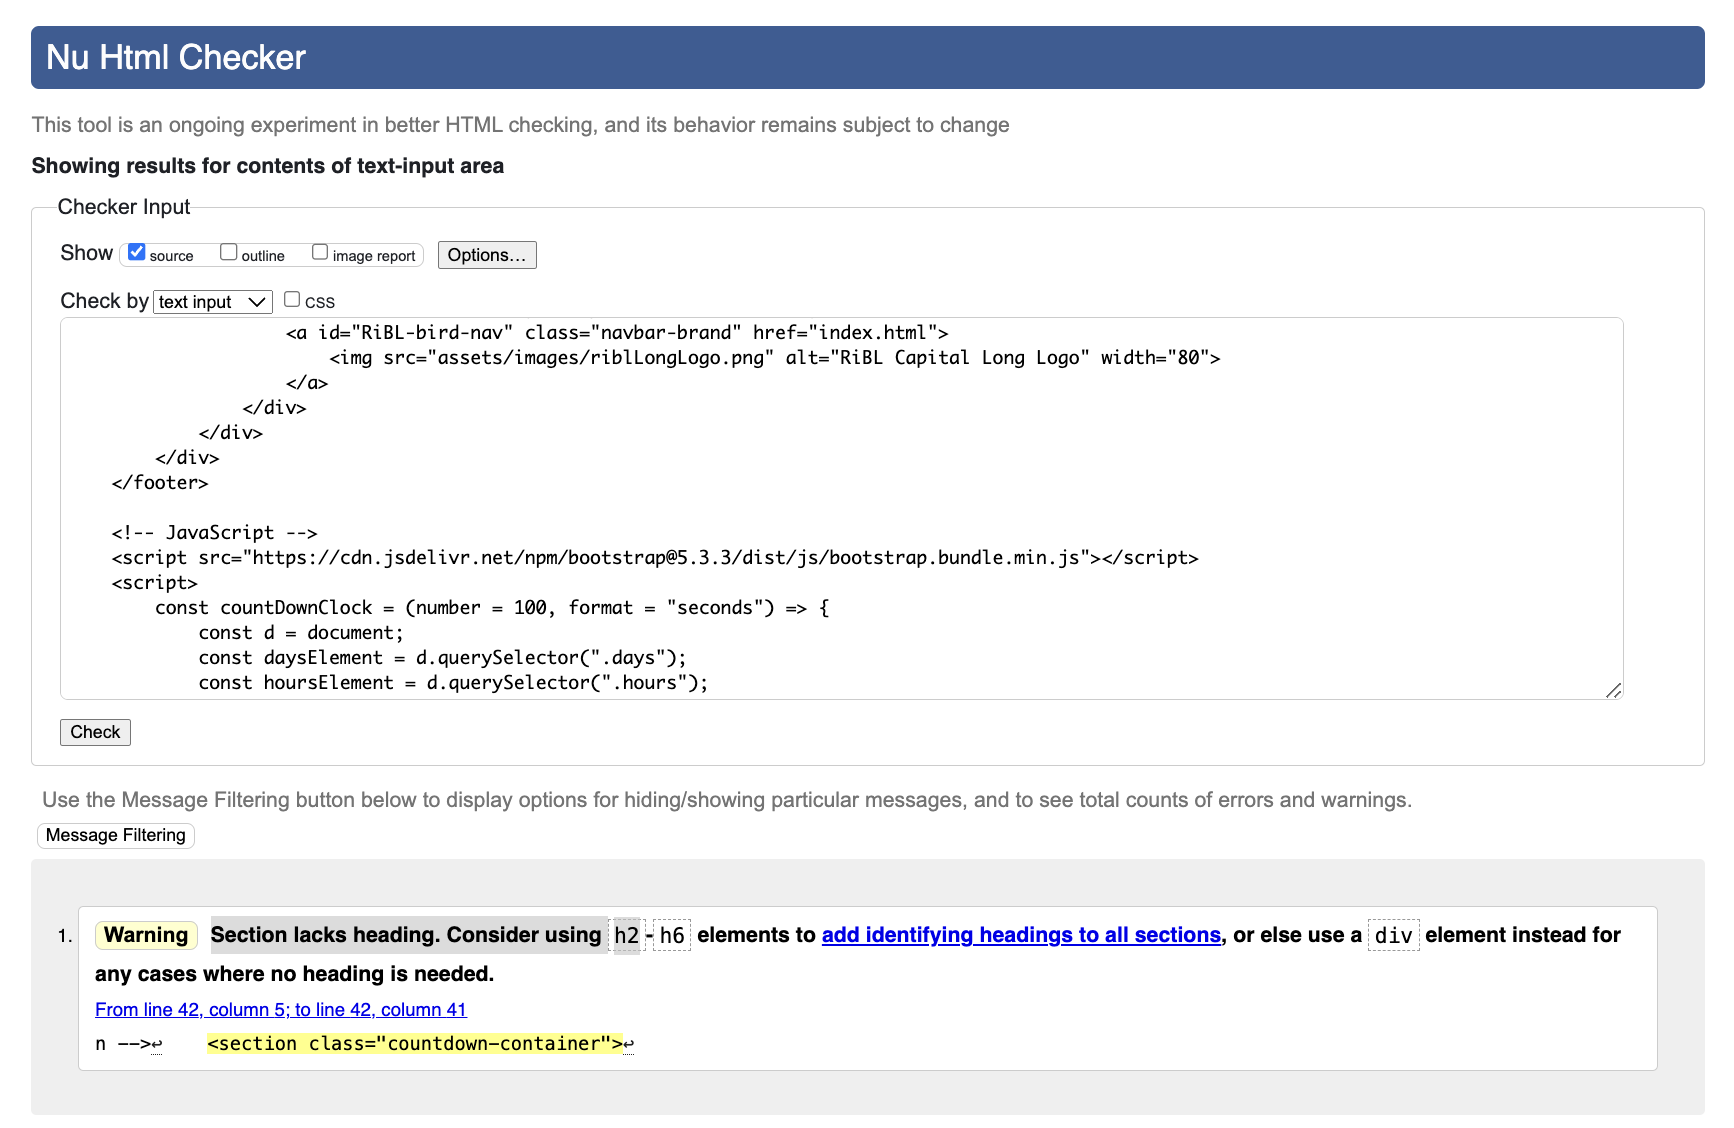 Nu Html Checker
This tool is an ongoing experiment in better HTML checking, and its behavior remains subject to change
Showing results for contents of text-input area
Checker Input
Show source outline image report Options...
Check by text input css
<a id="RiBL-bird-nav" class="navbar-brand" href="index.html">
<img src="assets/images/riblLongLogo.png" alt="RiBL Capital Long Logo" width="80">
</a>
</div>
</div>
</div>
</footer>
<!-- JavaScript -->
<script src="https://cdn.jsdelivr.net/npm/bootstrap@5.3.3/dist/js/bootstrap.bundle.min.js"></script>
<script>
const countDownClock = (number = 100, format = "seconds") => {
const d = document;
const daysElement = d.querySelector(".days");
const hoursElement = d.querySelector(".hours");
Check
Use the Message Filtering button below to display options for hiding/showing particular messages, and to see total counts of errors and warnings.
Message Filtering
1. Warning Section lacks heading. Consider using h2-h6 elements to add identifying headings to all sections, or else use a div element instead for
any cases where no heading is needed.
From line 42, column 5; to line 42, column 41
n -->↩ <section class="countdown-container">↩